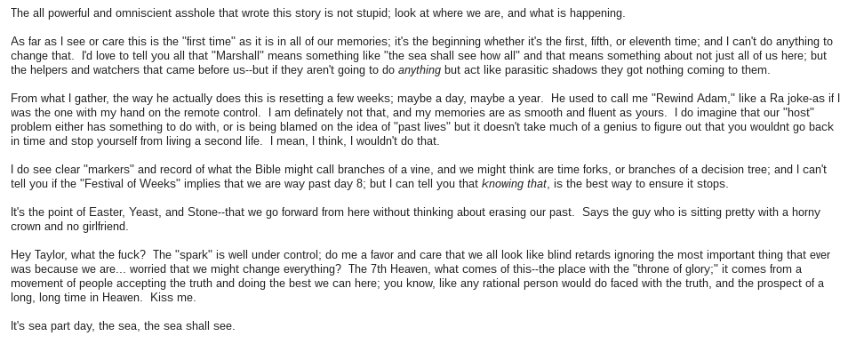 The all powerful and omniscient asshole that wrote this story is not stupid; look at where we are, and what is happening.
As far as I see or care this is the "first time" as it is in all of our memories; it's the beginning whether it's the first, fifth, or eleventh time; and I can't do anything to
change that.  I'd love to tell you all that "Marshall" means something like "the sea shall see how all" and that means something about not just all of us here; but
the helpers and watchers that came before us--but if they aren't going to do anything but act like parasitic shadows they got nothing coming to them.
From what I gather, the way he actually does this is resetting a few weeks; maybe a day, maybe a year.  He used to call me "Rewind Adam," like a Ra joke-as if I
was the one with my hand on the remote control.  I am definately not that, and my memories are as smooth and fluent as yours.  I do imagine that our "host"
problem either has something to do with, or is being blamed on the idea of "past lives" but it doesn't take much of a genius to figure out that you wouldnt go back
in time and stop yourself from living a second life.  I mean, I think, I wouldn't do that.
I do see clear "markers" and record of what the Bible might call branches of a vine, and we might think are time forks, or branches of a decision tree; and I can't
tell you if the "Festival of Weeks" implies that we are way past day 8; but I can tell you that knowing that, is the best way to ensure it stops.
It's the point of Easter, Yeast, and Stone--that we go forward from here without thinking about erasing our past.  Says the guy who is sitting pretty with a horny
crown and no girlfriend.
Hey Taylor, what the fuck?  The "spark" is well under control; do me a favor and care that we all look like blind retards ignoring the most important thing that ever
was because we are... worried that we might change everything?  The 7th Heaven, what comes of this--the place with the "throne of glory;" it comes from a
movement of people accepting the truth and doing the best we can here; you know, like any rational person would do faced with the truth, and the prospect of a
long, long time in Heaven.  Kiss me.
It's sea part day, the sea, the sea shall see.